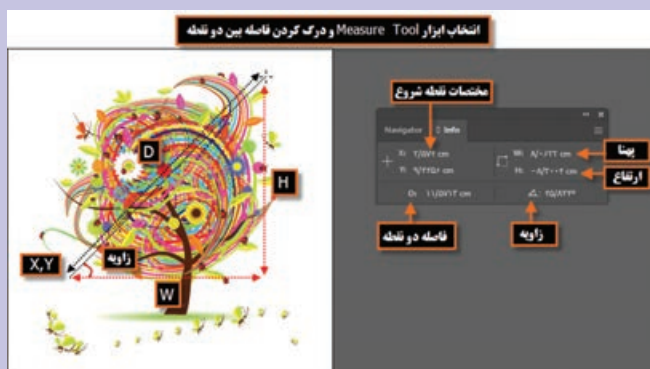 انتخاب ابزار Measure Tool و درک کردن فاصله بین دو نقطه
مختصات نقطه شروع
Navigator
Info
X:
W:
Y:
H:
D:
پهنا
ارتفاع
فاصله دو نقطه
زاویه
D
H
X,Y
زاویه
W